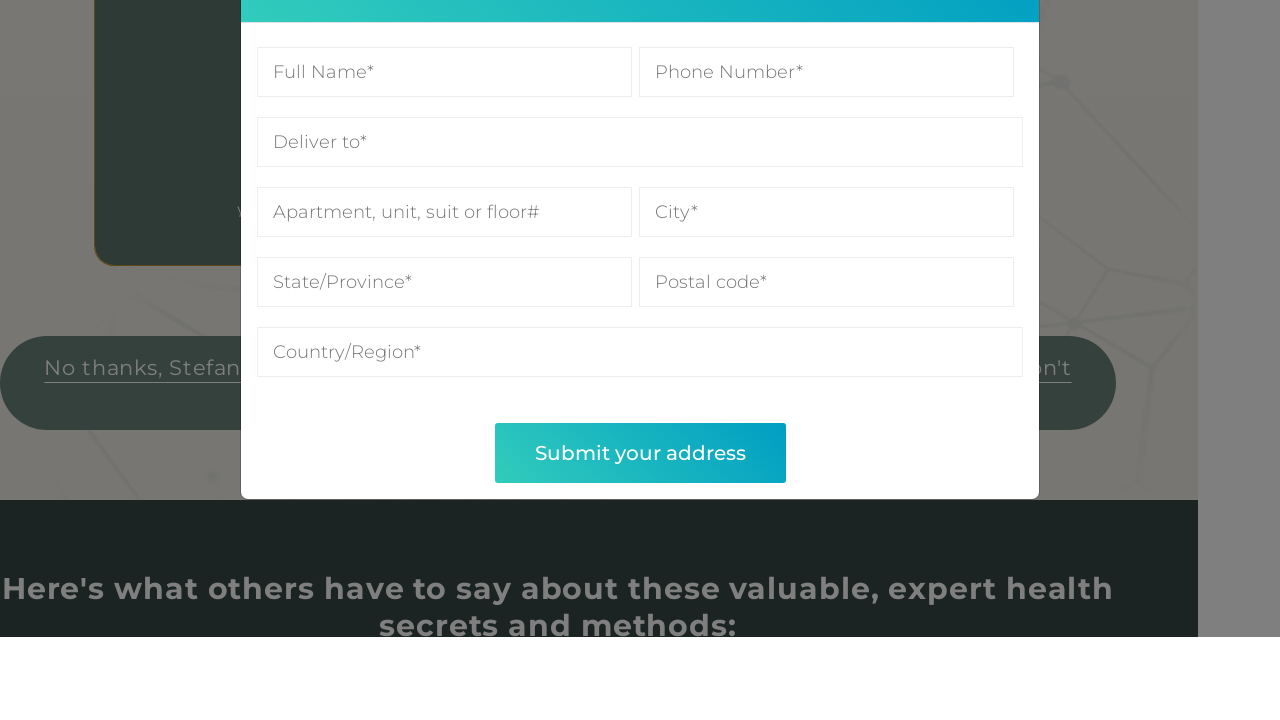 Full Name*
Phone Number*
Deliver to*
Apartment, unit, suit or floor#
City*
State/Province*
Postal code*
Country/Region*
No thanks, Stefan
on't
Submit your address
Here's what others have to say about these valuable, expert health
secrets and methods: